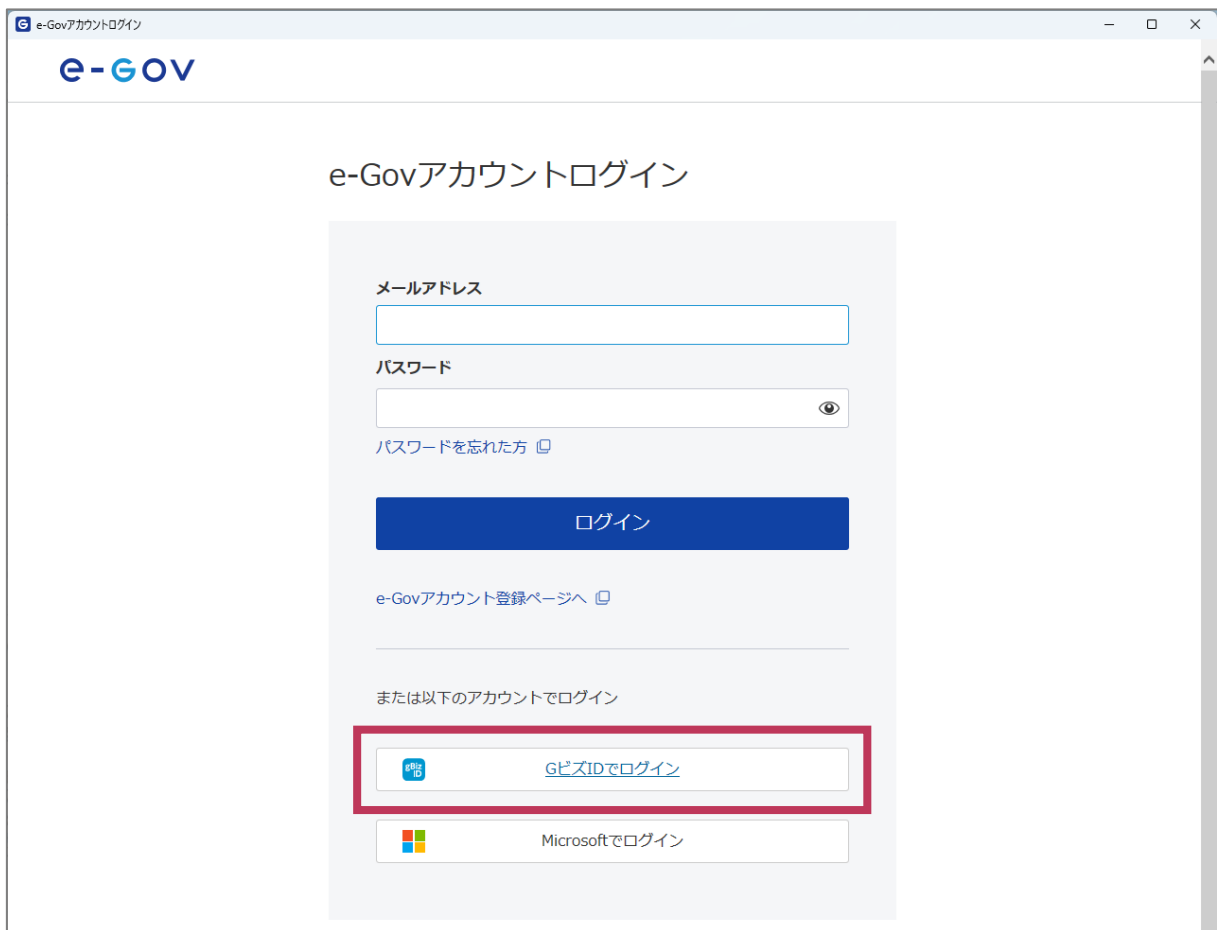 e-Govアカウントログイン
e-GOV
e-Govアカウントログイン
メールアドレス
パスワード
パスワードを忘れた方
ログイン
e-Govアカウント登録ページへ
または以下のアカウントでログイン
gBiz
ID
GビズIDでログイン
Microsoftでログイン